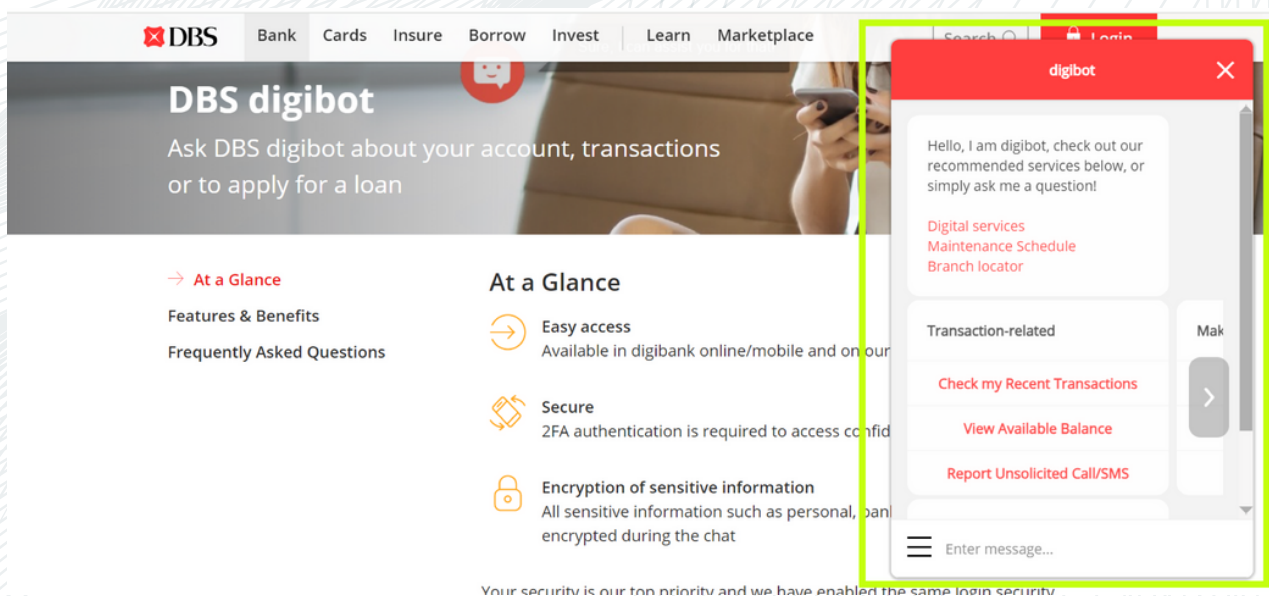 DBS Bank Cards Insure Borrow Invest Learn Marketplace Search Login
DBS digibot
Ask DBS digibot about your account, transactions
or to apply for a loan
At a Glance
Features & Benefits
Frequently Asked Questions
At a Glance
Easy access
Available in digibank online/mobile and on our
Secure
2FA authentication is required to access confid
Encryption of sensitive information
All sensitive information such as personal, bank
encrypted during the chat
Your security is our top priority and we have enabled the same login security
digibot
Hello, I am digibot, check out our
recommended services below, or
simply ask me a question!
Digital services
Maintenance Schedule
Branch locator
Transaction-related
Mak
Check my Recent Transactions
View Available Balance
Report Unsolicited Call/SMS
Enter message...